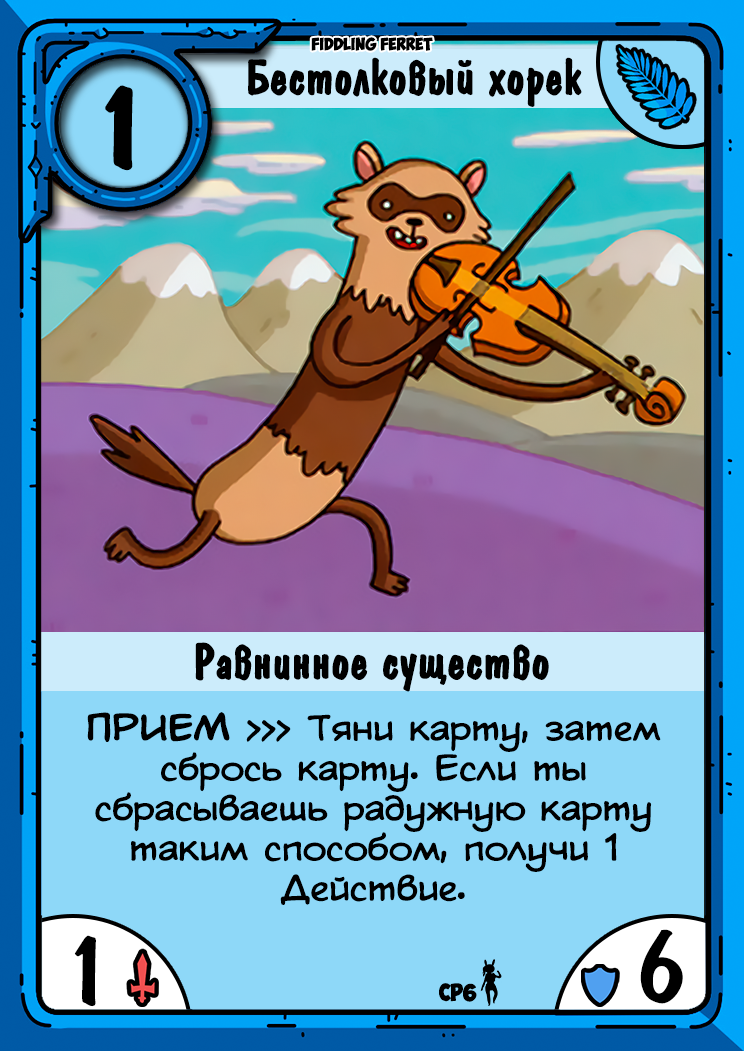 FIDDLING FERRET
Бестолковый хорек
1
Равнинное существо
ПРИЕМ >>> Тяни карту, затем
сбрось карту. Если ты
сбрасываешь радужную карту
таким способом, получи 1
Действие.
1
CP6
6